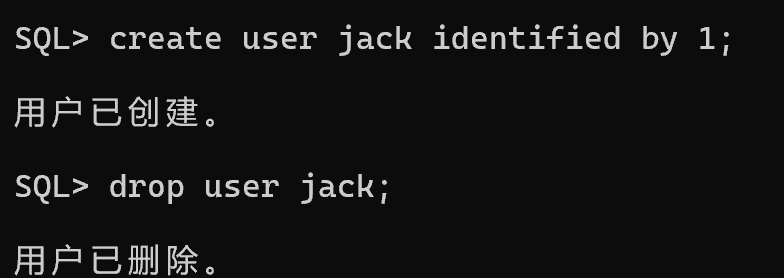 SQL> create user jack identified by 1;
用户已创建。
SQL> drop user jack;
用户已删除。